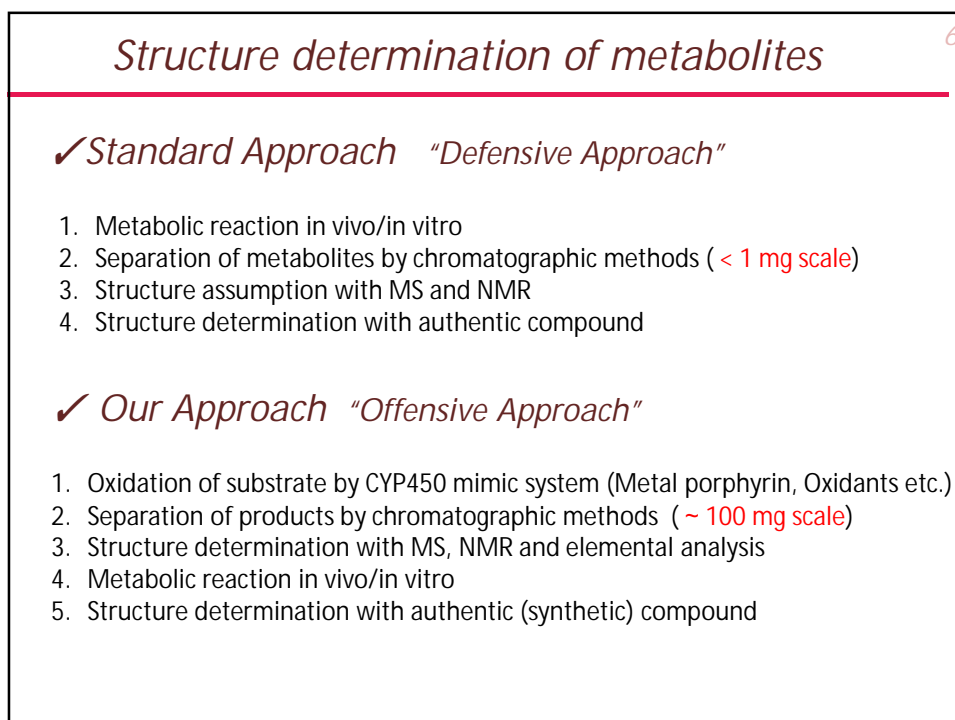 6
Structure determination of metabolites
✓Standard Approach “Defensive Approach”
1. Metabolic reaction in vivo/in vitro
2. Separation of metabolites by chromatographic methods ( < 1 mg scale)
3. Structure assumption with MS and NMR
4. Structure determination with authentic compound
✓ Our Approach “Offensive Approach”
1. Oxidation of substrate by CYP450 mimic system (Metal porphyrin, Oxidants etc.)
2. Separation of products by chromatographic methods ( ~ 100 mg scale)
3. Structure determination with MS, NMR and elemental analysis
4. Metabolic reaction in vivo/in vitro
5. Structure determination with authentic (synthetic) compound